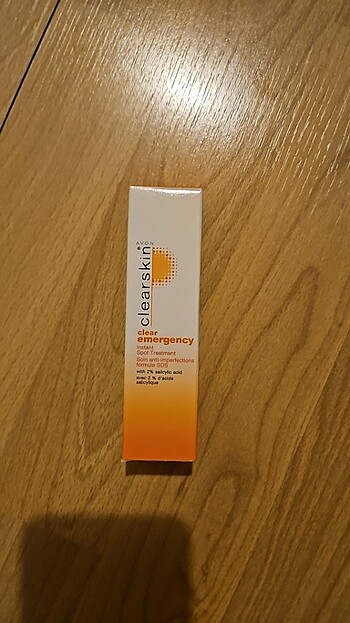 AVON
clearskin®
clear
emergency
Instant
Spot Treatment
Soin anti-imperfections
formule SOS
with 2% salicylic acid
avec 2 % d'acide
salicylique